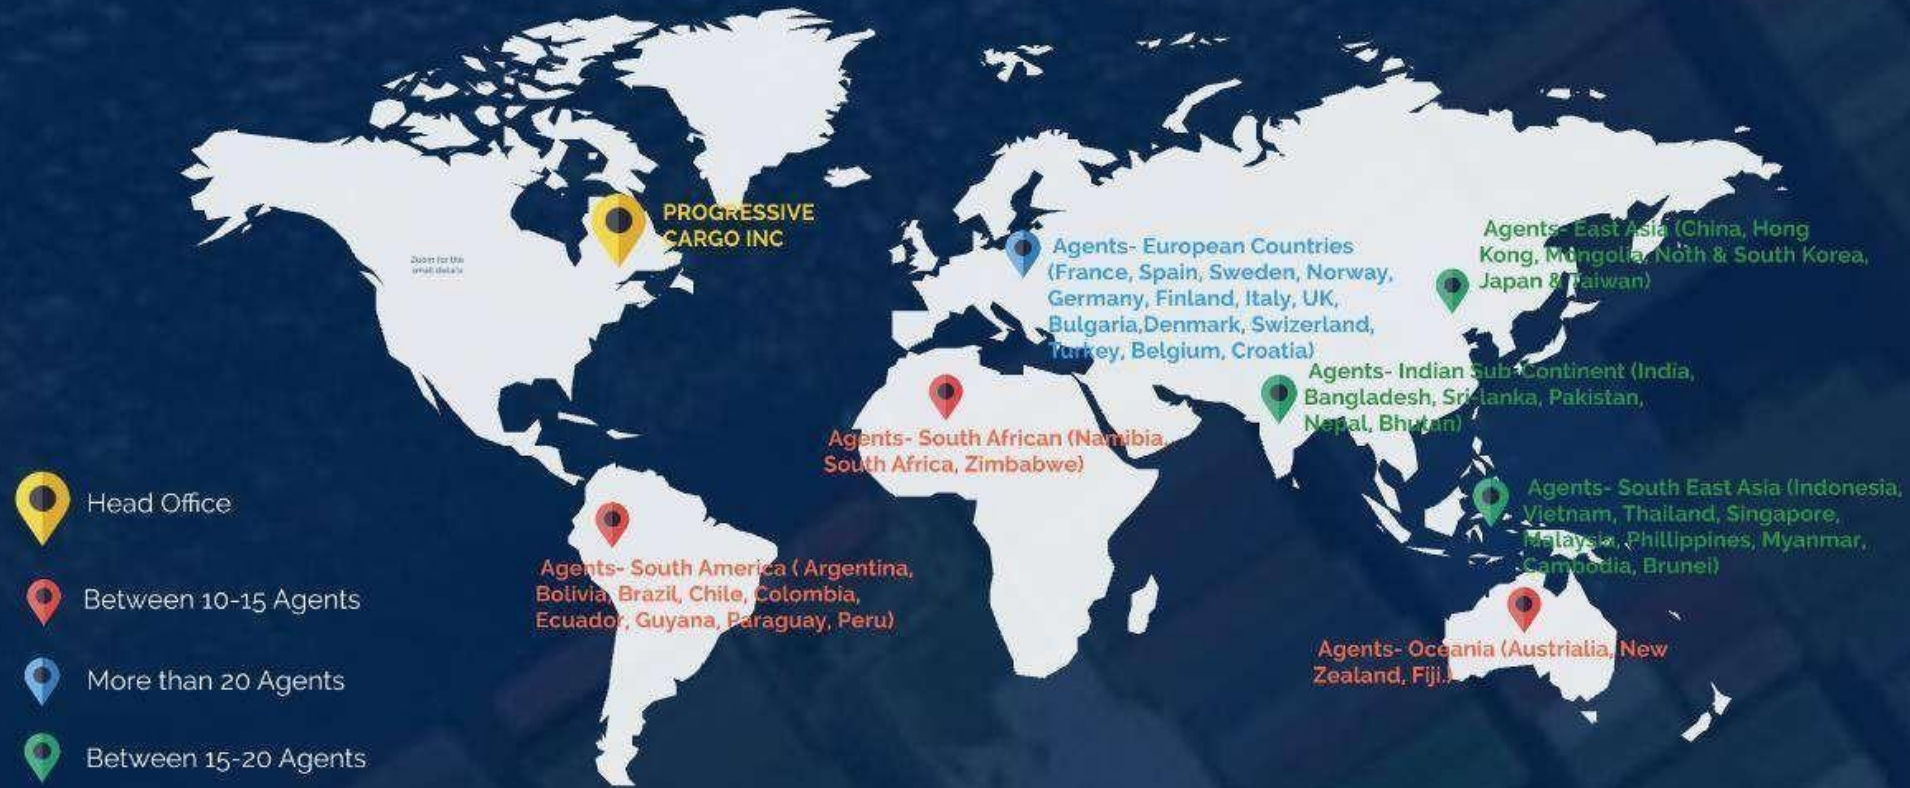 PROGRESSIVE
CARGO INC
Zoom for the
small details
Agents- European Countries
(France, Spain, Sweden, Norway,
Germany, Finland, Italy, UK,
Bulgaria,Denmark, Swizerland,
Turkey, Belgium, Croatia)
Agents- East Asia (China, Hong
Kong, Mongolia, Noth & South Korea,
Japan & Taiwan)
Agents- Indian Sub-Continent (India,
Bangladesh, Sri-lanka, Pakistan,
Nepal, Bhutan)
Agents- South African (Namibia,
South Africa, Zimbabwe)
Agents- South East Asia (Indonesia,
Vietnam, Thailand, Singapore,
Malaysia, Phillippines, Myanmar,
Cambodia, Brunei)
Agents- South America ( Argentina,
Bolivia, Brazil, Chile, Colombia,
Ecuador, Guyana, Paraguay, Peru)
Agents- Oceania (Austrialia, New
Zealand, Fiji.)
Head Office
Between 10-15 Agents
More than 20 Agents
Between 15-20 Agents